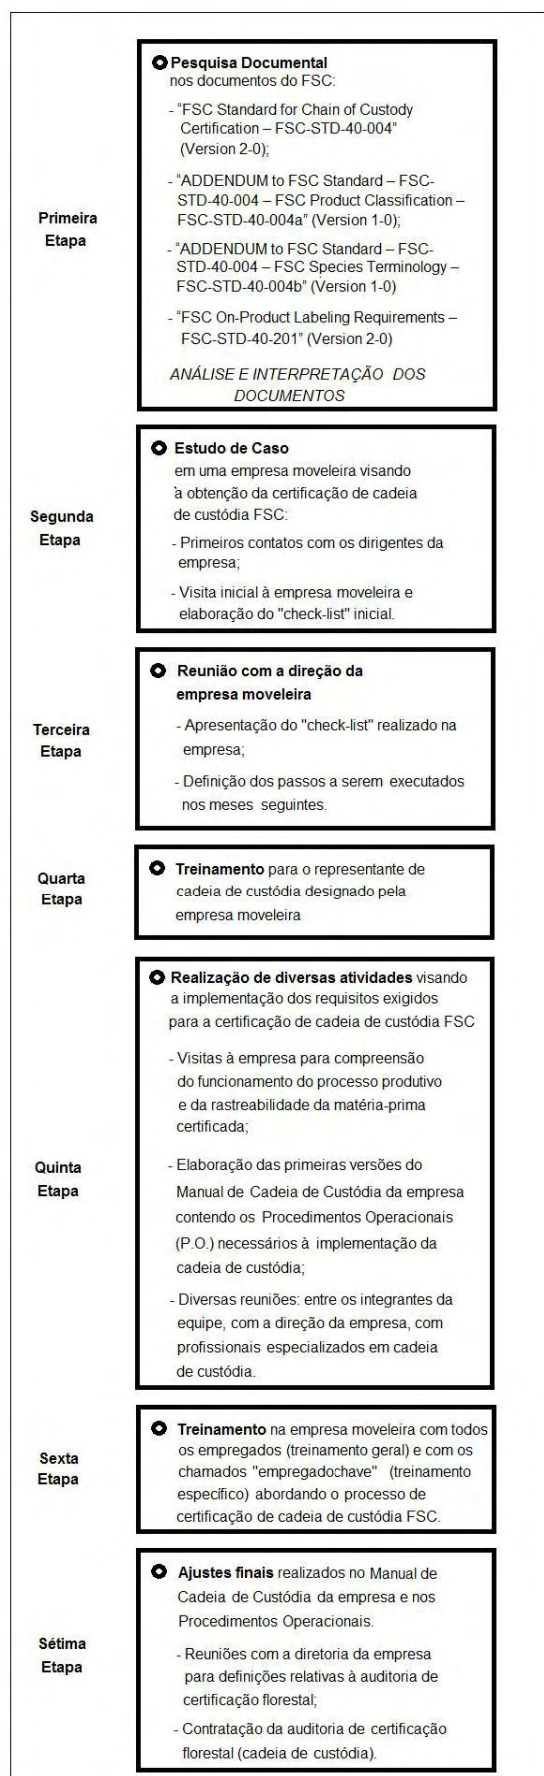 Primeira
Etapa
Pesquisa Documental
nos documentos do FSC:
- "FSC Standard for Chain of Custody
Certification – FSC-STD-40-004"
(Version 2-0);
- "ADDENDUM to FSC Standard – FSC-
STD-40-004 – FSC Product Classification –
FSC-STD-40-004a" (Version 1-0);
- "ADDENDUM to FSC Standard – FSC-
STD-40-004 – FSC Species Terminology –
FSC-STD-40-004b" (Version 1-0)
- "FSC On-Product Labeling Requirements –
FSC-STD-40-201" (Version 2-0)
ANÁLISE E INTERPRETAÇÃO DOS
DOCUMENTOS
Segunda
Etapa
Estudo de Caso
em uma empresa moveleira visando
à obtenção da certificação de cadeia
de custódia FSC:
- Primeiros contatos com os dirigentes da
empresa;
- Visita inicial à empresa moveleira e
elaboração do "check-list" inicial.
Terceira
Etapa
Reunião com a direção da
empresa moveleira
- Apresentação do "check-list" realizado na
empresa;
- Definição dos passos a serem executados
nos meses seguintes.
Quarta
Etapa
Treinamento para o representante de
cadeia de custódia designado pela
empresa moveleira
Quinta
Etapa
Realização de diversas atividades visando
a implementação dos requisitos exigidos
para a certificação de cadeia de custódia FSC
- Visitas à empresa para compreensão
do funcionamento do processo produtivo
e da rastreabilidade da matéria-prima
certificada;
- Elaboração das primeiras versões do
Manual de Cadeia de Custódia da empresa
contendo os Procedimentos Operacionais
(P.O.) necessários à implementação da
cadeia de custódia;
- Diversas reuniões: entre os integrantes da
equipe, com a direção da empresa, com
profissionais especializados em cadeia
de custódia.
Sexta
Etapa
Treinamento na empresa moveleira com todos
os empregados (treinamento geral) e com os
chamados "empregadochave" (treinamento
específico) abordando o processo de
certificação de cadeia de custódia FSC.
Sétima
Etapa
Ajustes finais realizados no Manual de
Cadeia de Custódia da empresa e nos
Procedimentos Operacionais.
- Reuniões com a diretoria da empresa
para definições relativas à auditoria de
certificação florestal;
- Contratação da auditoria de certificação
florestal (cadeia de custódia).